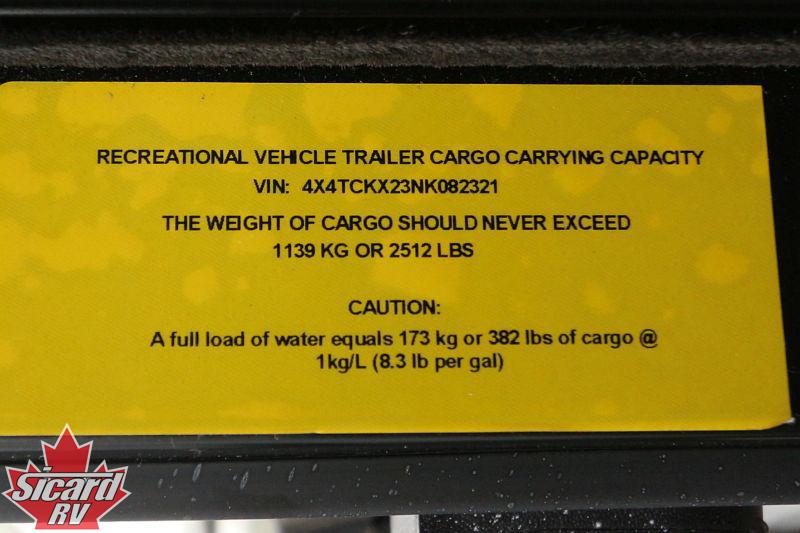 RECREATIONAL VEHICLE TRAILER CARGO CARRYING CAPACITY
VIN: 4X4TCKX23NK082321
THE WEIGHT OF CARGO SHOULD NEVER EXCEED
1139 KG OR 2512 LBS
CAUTION:
A full load of water equals 173 kg or 382 lbs of cargo @
1kg/L (8.3 lb per gal)
Sicard
RV